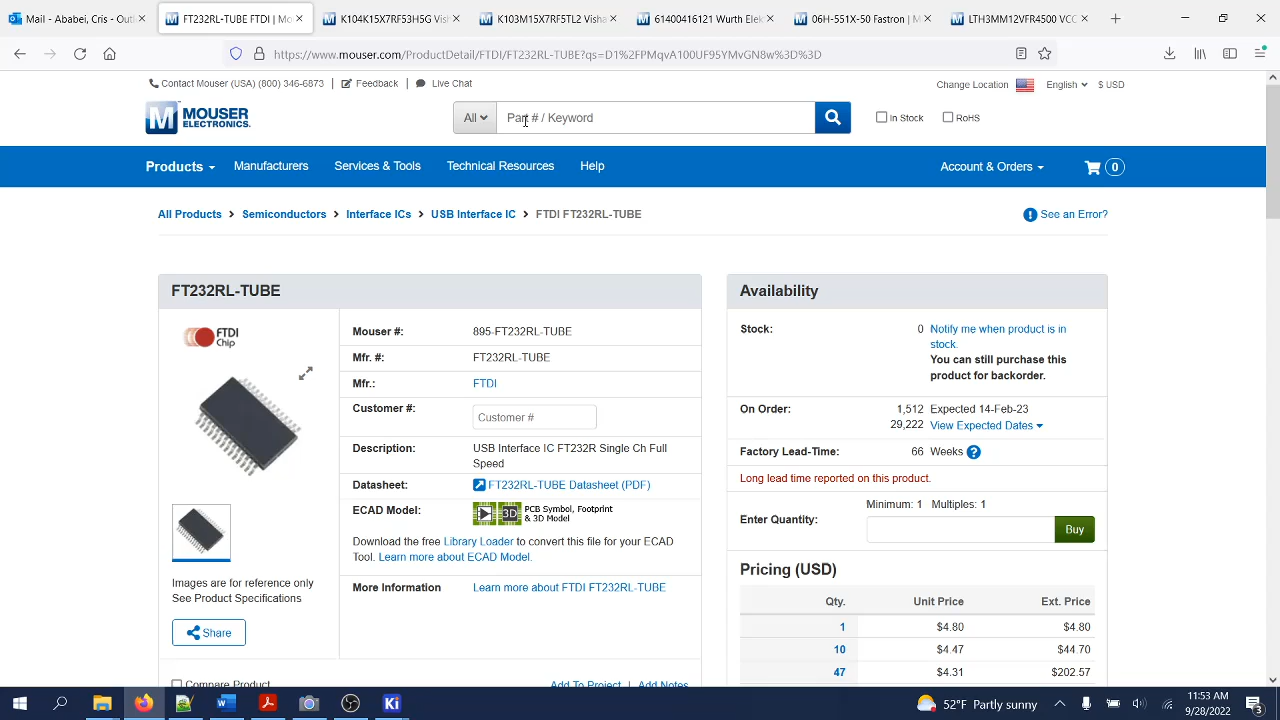 Mail - Ababei, Cris - Out
FT232RL-TUBE FTDI | Mo
K104K15X7RF53H5G Vish
K103M15X7RF5TL2 Visha
61400416121 Wurth Elect
06H-551X-20 Fastron | M
LTH3MM12VFR4500 VCC
https://www.mouser.com/ProductDetail/FTDI/FT232RL-TUBE?qs=D1%2FPMqvA100UF95YMvGN8w%3D%3D
Contact Mouser (USA) (800) 346-6873 | Feedback | Live Chat
Change Location English $ USD
MOUSER
ELECTRONICS.
All
Part # / Keyword
In Stock
RoHS
Products
Manufacturers
Services & Tools
Technical Resources
Help
Account & Orders
0
All Products > Semiconductors > Interface ICs > USB Interface IC > FTDI FT232RL-TUBE
See an Error?
FT232RL-TUBE
FTDI
Chip
Mouser #: 895-FT232RL-TUBE
Mfr. #: FT232RL-TUBE
Mfr.: FTDI
Customer #: Customer #
Description: USB Interface IC FT232R Single Ch Full
Speed
Datasheet: FT232RL-TUBE Datasheet (PDF)
ECAD Model: 3D PCB Symbol, Footprint
& 3D Model
Download the free Library Loader to convert this file for your ECAD
Tool. Learn more about ECAD Model.
More Information Learn more about FTDI FT232RL-TUBE
Images are for reference only
See Product Specifications
Share
Compare Product
Add To Project | Add Notes
Availability
Stock: 0 Notify me when product is in
stock.
You can still purchase this
product for backorder.
On Order: 1,512 Expected 14-Feb-23
29,222 View Expected Dates
Factory Lead-Time: 66 Weeks ?
Long lead time reported on this product.
Minimum: 1 Multiples: 1
Enter Quantity:
Buy
Pricing (USD)
Qty. Unit Price Ext. Price
1 $4.80 $4.80
10 $4.47 $44.70
47 $4.31 $202.57
Ki
52°F Partly sunny
11:53 AM
9/28/2022
3